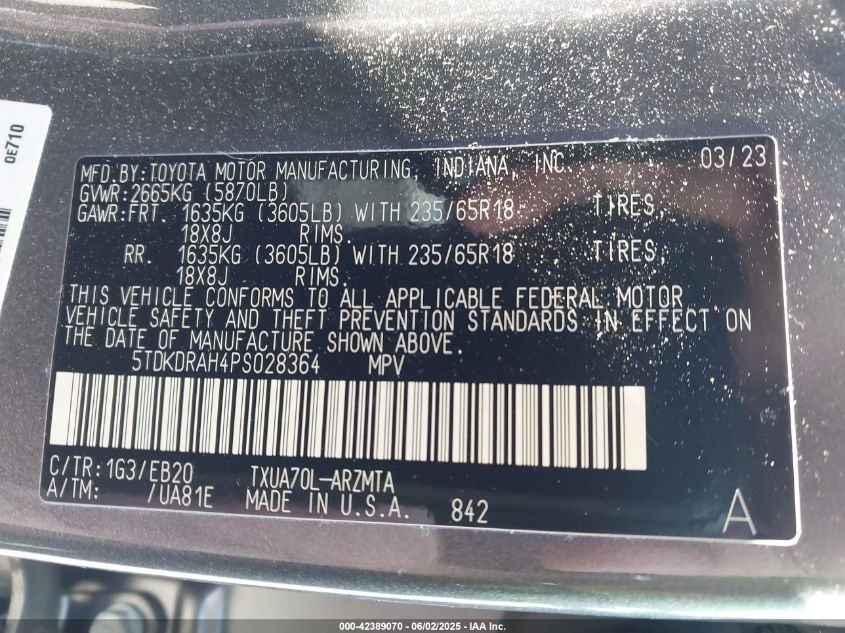 0E710
MFD.BY:TOYOTA MOTOR MANUFACTURING, INDIANA, INC. 03/23
GVWR:2665KG (5870LB)
GAWR:FRT. 1635KG (3605LB) WITH 235/65R18 TIRES,
18X8J RIMS.
RR. 1635KG (3605LB) WITH 235/65R18 TIRES,
18X8J RIMS.
THIS VEHICLE CONFORMS TO ALL APPLICABLE FEDERAL MOTOR
VEHICLE SAFETY AND THEFT PREVENTION STANDARDS IN EFFECT ON
THE DATE OF MANUFACTURE SHOWN ABOVE.
5TDKDRAH4PS028364 MPV
C/TR:1G3/EB20 TXUA70L-ARZMTA
A/TM: /UA81E MADE IN U.S.A. 842 A
000-42389070 - 06/02/2025 - IAA Inc.